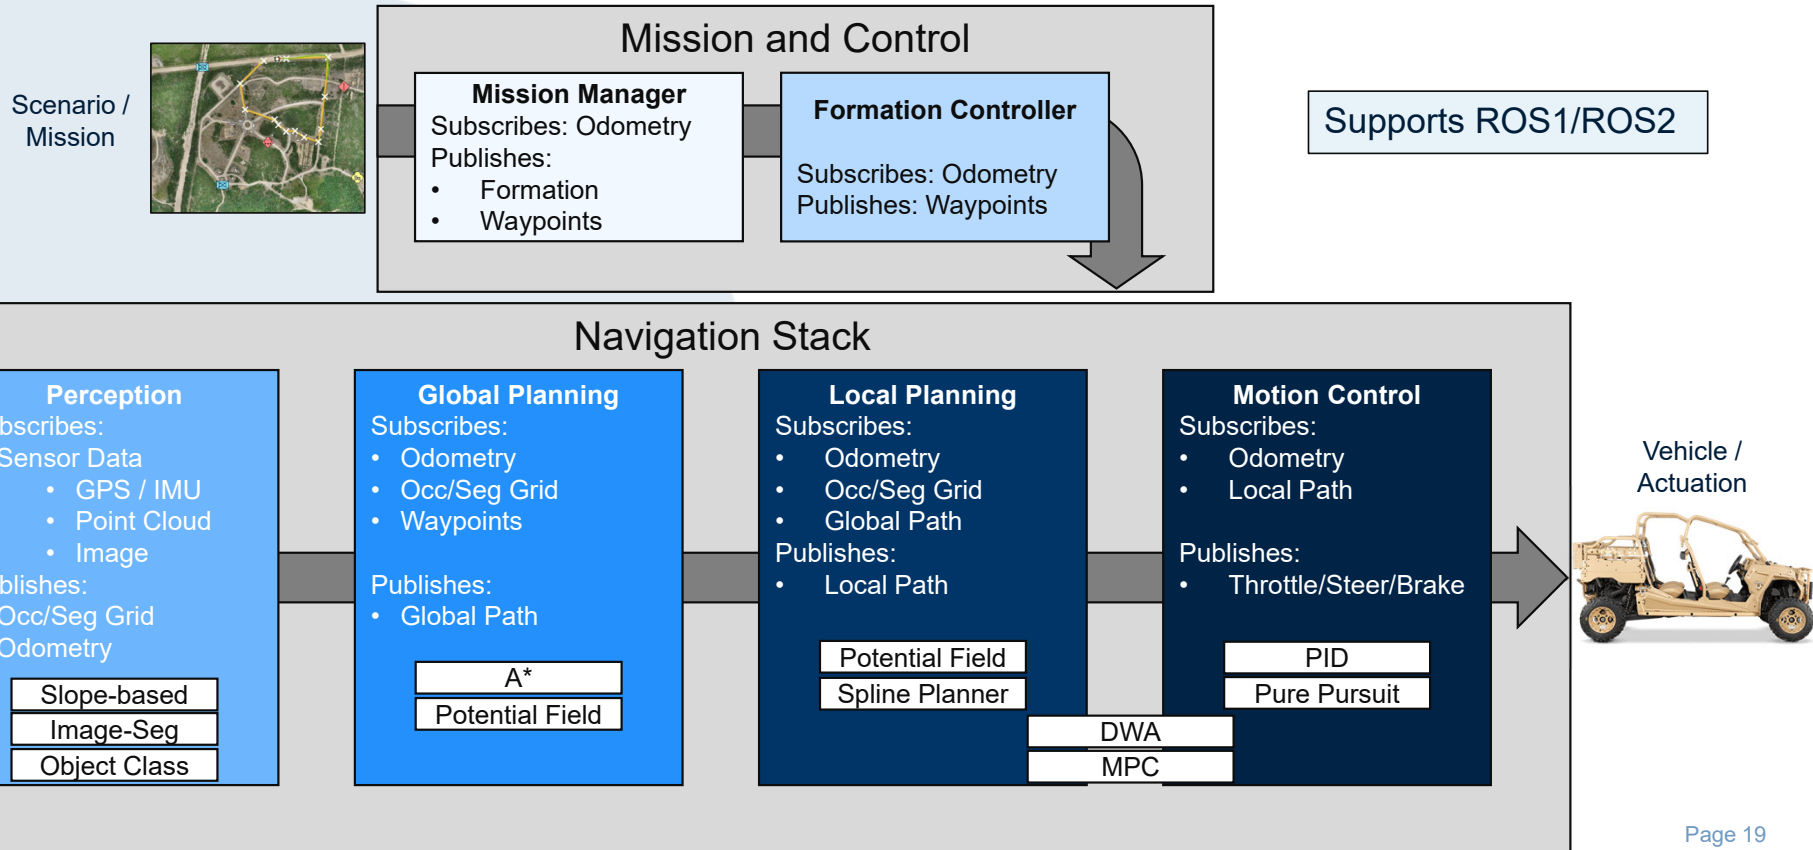 Mission and Control
Scenario /
Mission
Mission Manager
Subscribes: Odometry
Publishes:
• Formation
• Waypoints
Formation Controller
Subscribes: Odometry
Publishes: Waypoints
Supports ROS1/ROS2
Navigation Stack
Perception
bscribes:
Sensor Data
• GPS / IMU
• Point Cloud
• Image
blishes:
Occ/Seg Grid
Odometry
Slope-based
Image-Seg
Object Class
Global Planning
Subscribes:
• Odometry
• Occ/Seg Grid
• Waypoints
Publishes:
• Global Path
A*
Potential Field
Local Planning
Subscribes:
• Odometry
• Occ/Seg Grid
• Global Path
Publishes:
• Local Path
Potential Field
Spline Planner
DWA
MPC
Motion Control
Subscribes:
• Odometry
• Local Path
Publishes:
• Throttle/Steer/Brake
PID
Pure Pursuit
Vehicle /
Actuation
Page 19